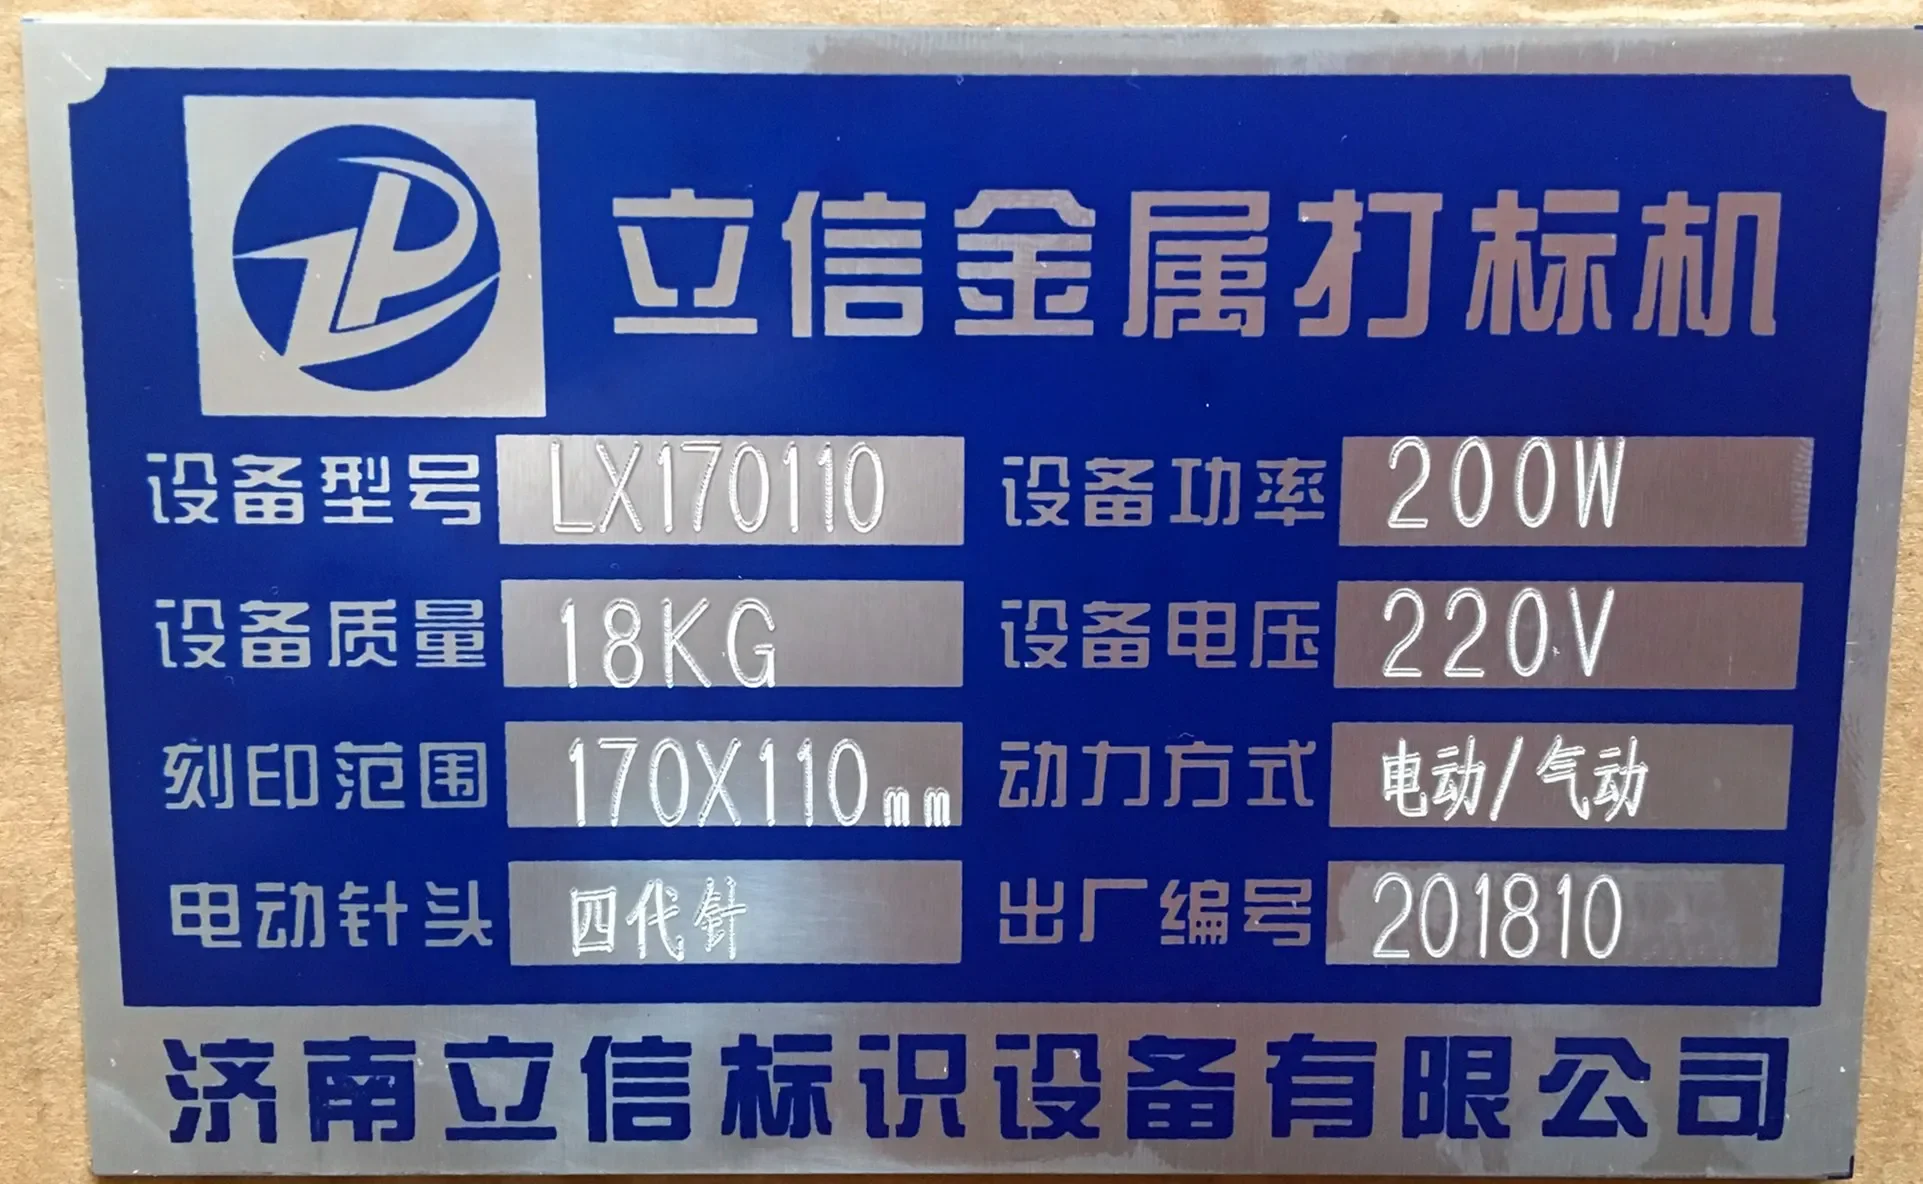 立信金属打标机
设备型号 LX170110 设备功率 200W
设备质量 18KG 设备电压 220V
刻印范围 170X110mm 动力方式 电动/气动
电动针头 四代针 出厂编号 201810
济南立信标识设备有限公司